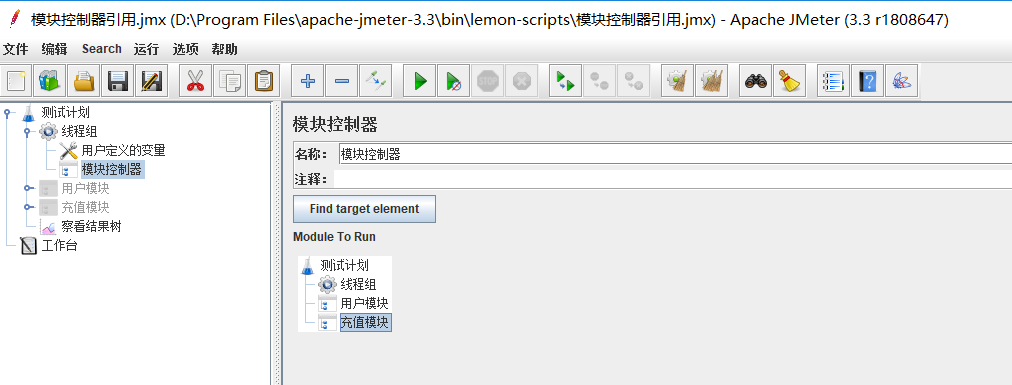 模块控制器引用.jmx (D:\Program Files\apache-jmeter-3.3\bin\lemon-scripts\模块控制器引用.jmx) - Apache JMeter (3.3 r1808647)
文件 编辑 Search 运行 选项 帮助
测试计划
线程组
用户定义的变量
模块控制器
用户模块
充值模块
察看结果树
工作台
模块控制器
名称： 模块控制器
注释：
Find target element
Module To Run
测试计划
线程组
用户模块
充值模块